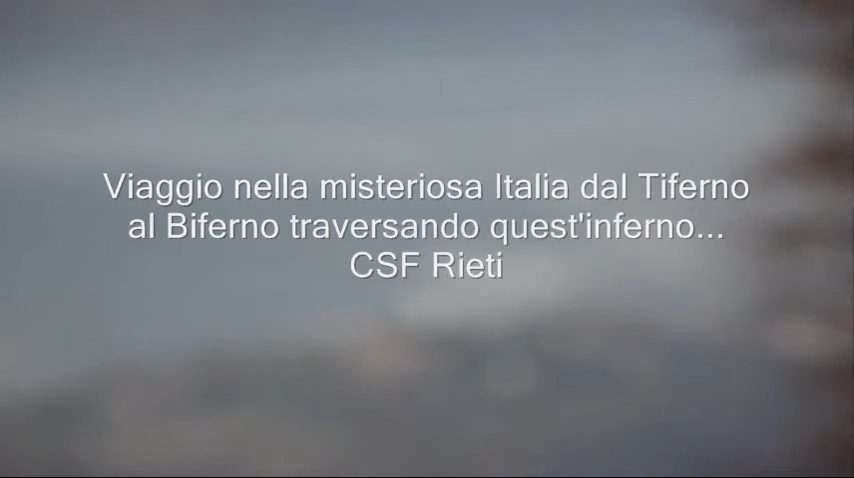 Viaggio nella misteriosa Italia dal Tiferno
al Biferno traversando quest'inferno...
CSF Rieti